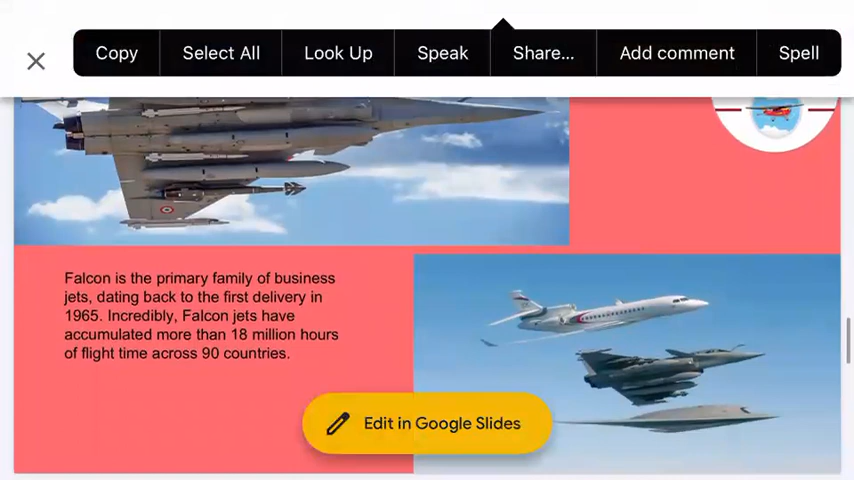 Copy Select All Look Up Speak Share... Add comment Spell
Falcon is the primary family of business
jets, dating back to the first delivery in
1965. Incredibly, Falcon jets have
accumulated more than 18 million hours
of flight time across 90 countries.
Edit in Google Slides